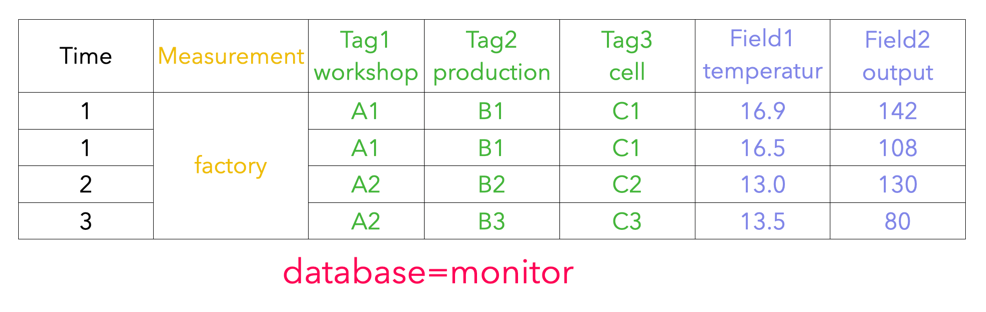 Time Measurement Tag1 workshop Tag2 production Tag3 cell Field1 temperatur Field2 output
1 factory A1 B1 C1 16.9 142
1 A1 B1 C1 16.5 108
2 A2 B2 C2 13.0 130
3 A2 B3 C3 13.5 80
database=monitor